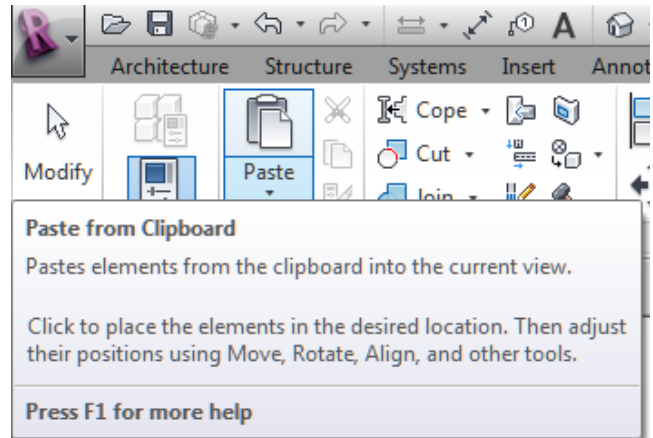 R
A
Architecture Structure Systems Insert Annot
Modify
Paste
Cope
Cut
Join
Paste from Clipboard
Pastes elements from the clipboard into the current view.
Click to place the elements in the desired location. Then adjust
their positions using Move, Rotate, Align, and other tools.
Press F1 for more help